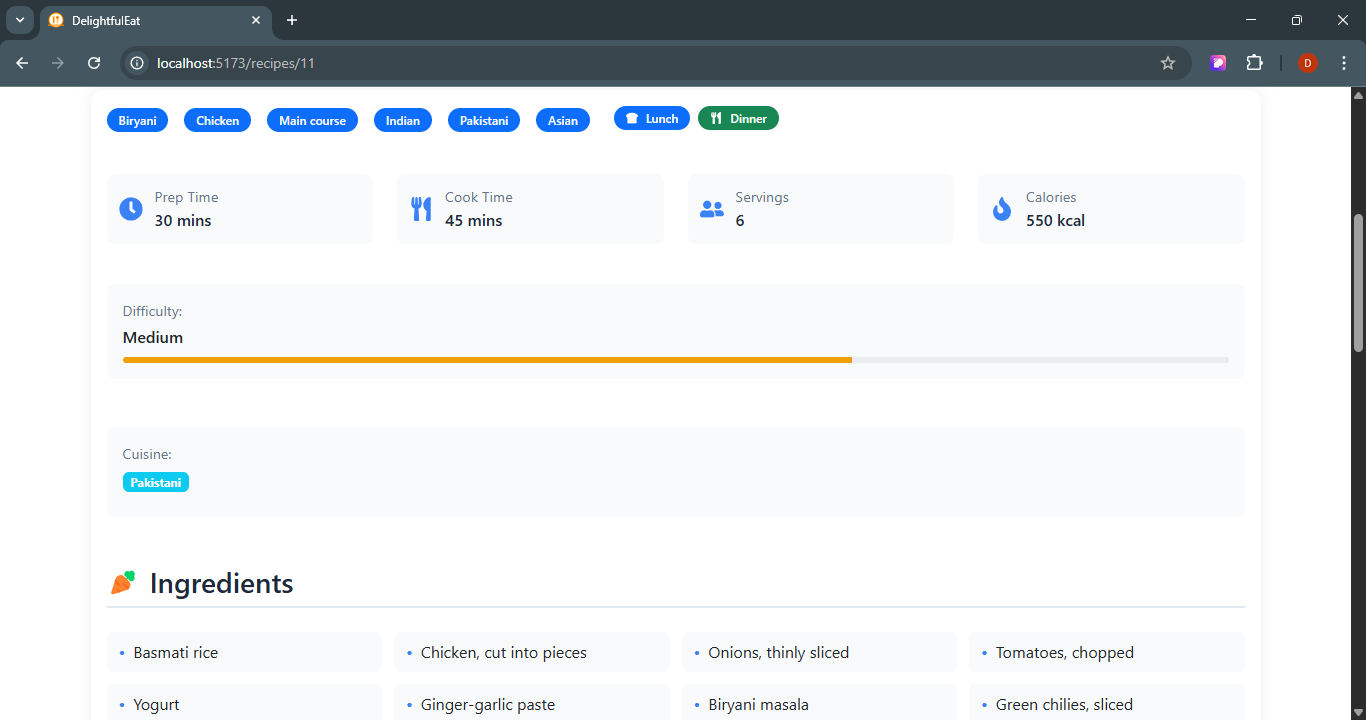 DelightfulEat
localhost:5173/recipes/11
D
Biryani Chicken Main course Indian Pakistani Asian Lunch Dinner
Prep Time Cook Time Servings Calories
30 mins 45 mins 6 550 kcal
Difficulty:
Medium
Cuisine:
Pakistani
Ingredients
• Basmati rice • Chicken, cut into pieces • Onions, thinly sliced • Tomatoes, chopped
• Yogurt • Ginger-garlic paste • Biryani masala • Green chilies, sliced